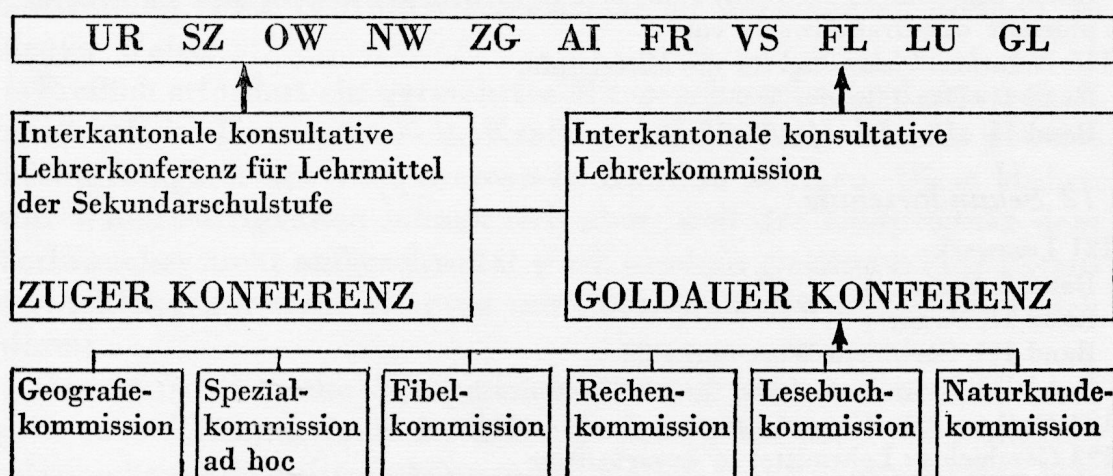 UR SZ OW NW ZG AI FR VS FL LU GL
Interkantonale konsultative
Lehrerkonferenz für Lehrmittel
der Sekundarschulstufe
ZUGER KONFERENZ
Interkantonale konsultative
Lehrerkommission
GOLDAUER KONFERENZ
Geografie-
kommission
Spezial-
kommission
ad hoc
Fibel-
kommission
Rechen-
kommission
Lesebuch-
kommission
Naturkunde-
kommission